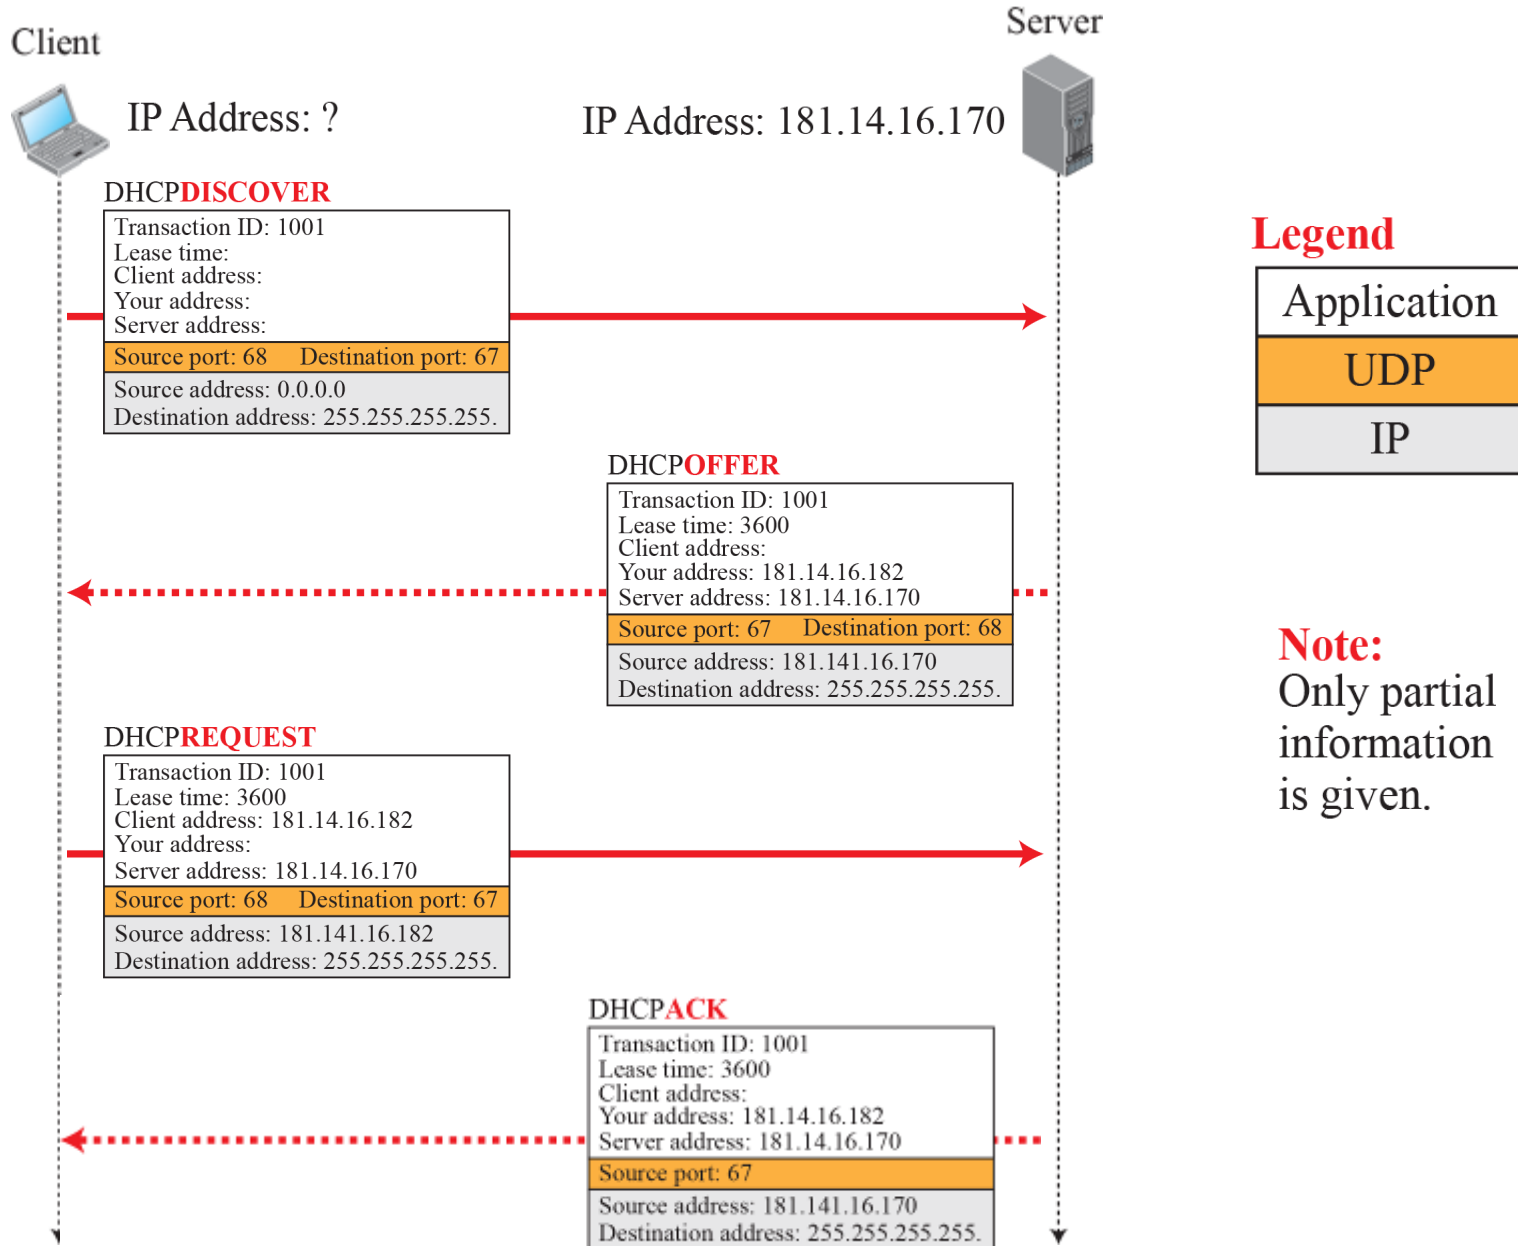 Client
Server
IP Address: ?
IP Address: 181.14.16.170
DHCPDISCOVER
Transaction ID: 1001
Lease time:
Client address:
Your address:
Server address:
Source port: 68 Destination port: 67
Source address: 0.0.0.0
Destination address: 255.255.255.255.
Legend
Application
UDP
IP
DHCPOFFER
Transaction ID: 1001
Lease time: 3600
Client address:
Your address: 181.14.16.182
Server address: 181.14.16.170
Source port: 67 Destination port: 68
Source address: 181.141.16.170
Destination address: 255.255.255.255.
Note:
Only partial
information
is given.
DHCPREQUEST
Transaction ID: 1001
Lease time: 3600
Client address: 181.14.16.182
Your address:
Server address: 181.14.16.170
Source port: 68 Destination port: 67
Source address: 181.141.16.182
Destination address: 255.255.255.255.
DHCPACK
Transaction ID: 1001
Lease time: 3600
Client address:
Your address: 181.14.16.182
Server address: 181.14.16.170
Source port: 67
Source address: 181.141.16.170
Destination address: 255.255.255.255.